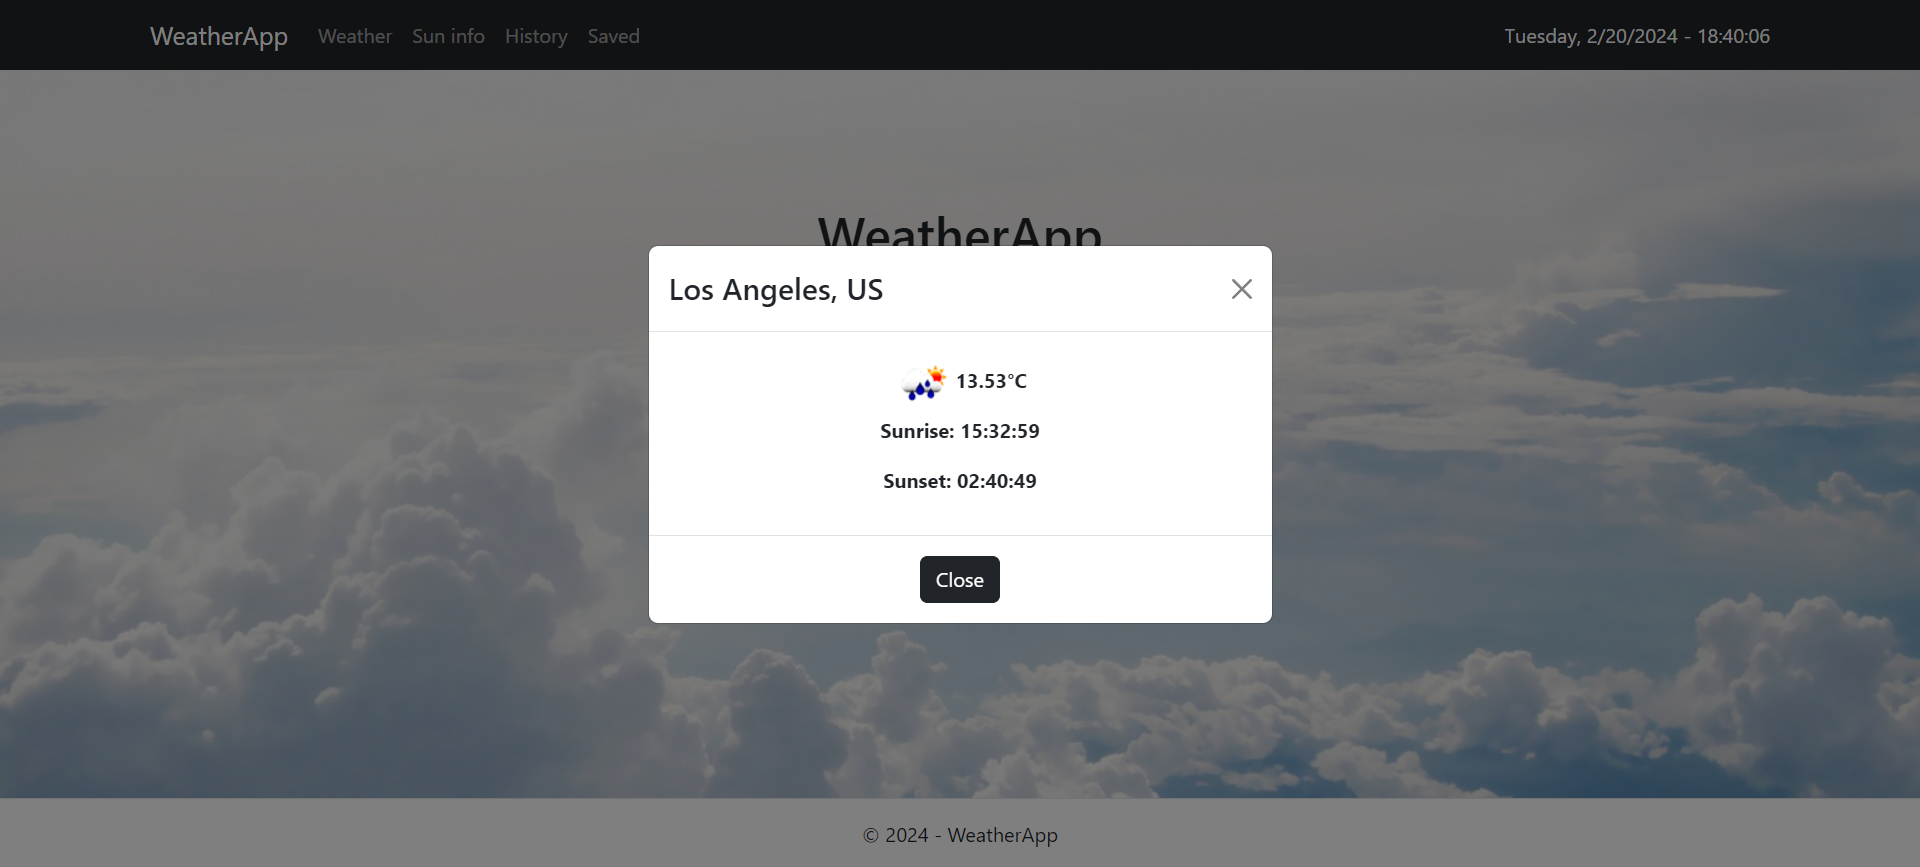 WeatherApp Weather Sun info History Saved Tuesday, 2/20/2024 - 18:40:06
WeatherApp
Los Angeles, US
13.53°C
Sunrise: 15:32:59
Sunset: 02:40:49
Close
© 2024 - WeatherApp